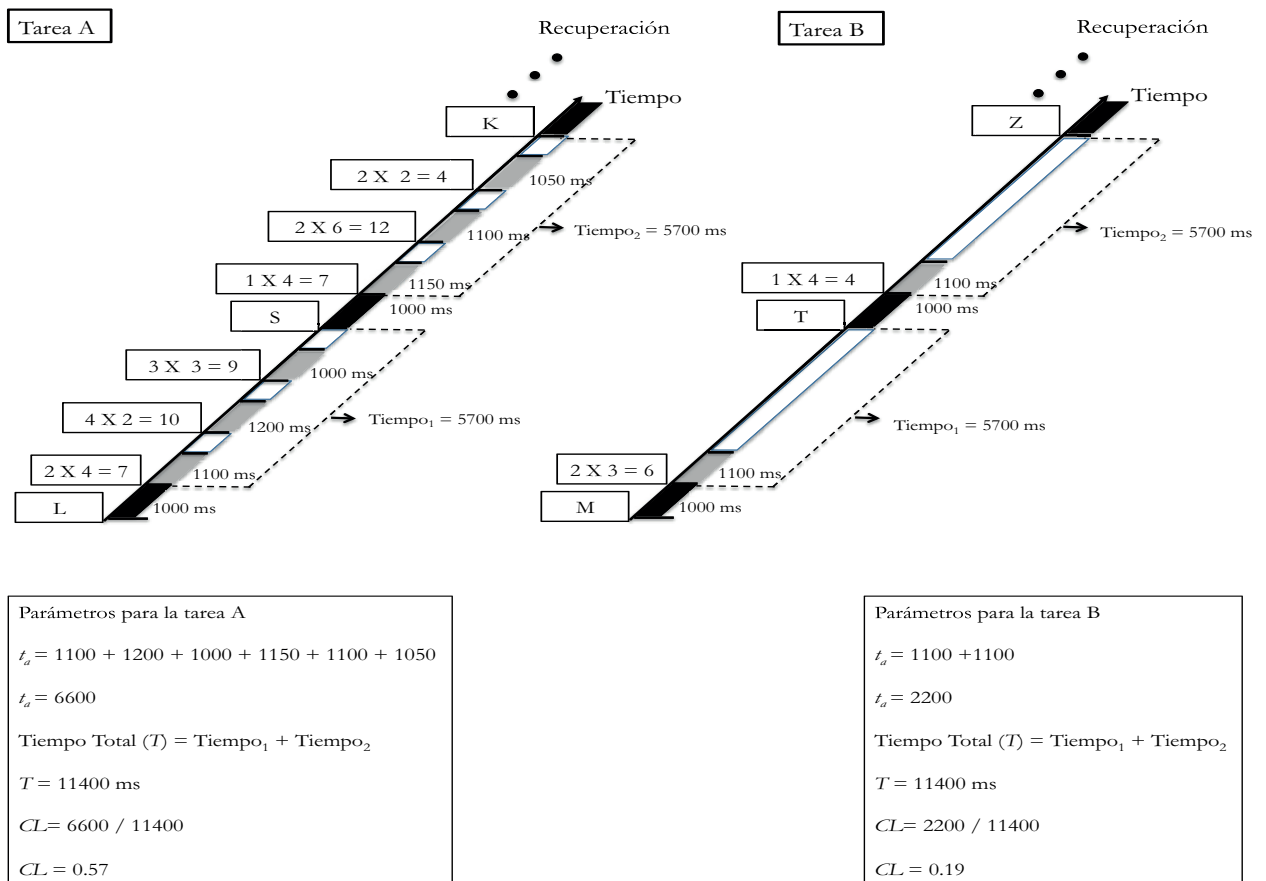 Tarea A
Recuperación
Tiempo
K
2 X 2 = 4
1050 ms
2 X 6 = 12
1100 ms
Tiempo₂ = 5700 ms
1 X 4 = 7
1150 ms
1000 ms
S
3 X 3 = 9
1000 ms
4 X 2 = 10
1200 ms
Tiempo₁ = 5700 ms
2 X 4 = 7
1100 ms
L
1000 ms
Tarea B
Recuperación
Tiempo
Z
Tiempo₂ = 5700 ms
1 X 4 = 4
1100 ms
1000 ms
T
Tiempo₁ = 5700 ms
2 X 3 = 6
1100 ms
M
1000 ms
Parámetros para la tarea A
tₐ = 1100 + 1200 + 1000 + 1150 + 1100 + 1050
tₐ = 6600
Tiempo Total (T) = Tiempo₁ + Tiempo₂
T = 11400 ms
CL= 6600 / 11400
CL = 0.57
Parámetros para la tarea B
tₐ = 1100 +1100
tₐ = 2200
Tiempo Total (T) = Tiempo₁ + Tiempo₂
T = 11400 ms
CL= 2200 / 11400
CL = 0.19